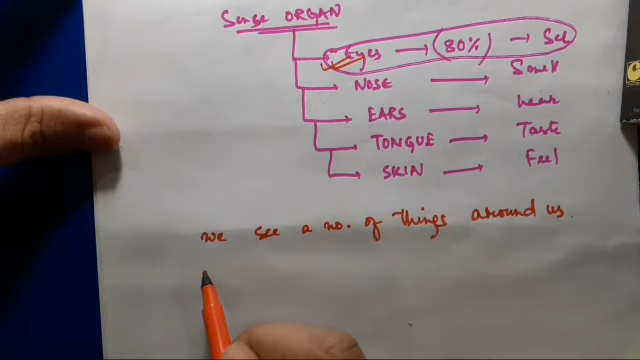 Sense ORGAN
Eyes → 80% → See
NOSE → Smell
EARS → hear
TONGUE → Taste
SKIN → Feel
we see a no. of things around us.